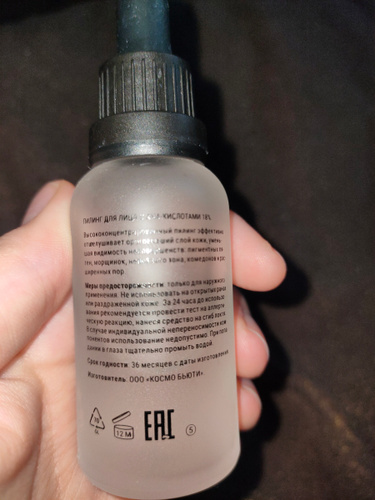 ПИЛИНГ ДЛЯ ЛИЦА КИСЛОТАМИ 18%
Высококонцентрированный пилинг эффективно
отшелушивает ороговевший слой кожи, умень-
шая видимость несовершенств: пигментных пя-
тен, морщинок, неровного тона, комедонов и рас-
ширенных пор.
Меры предосторожности: только для наружного
применения. Не использовать на открытых ранах
или раздраженной коже. За 24 часа до использо-
вания рекомендуется провести тест на аллерги-
ческую реакцию, нанеся средство на сгиб локтя.
В случае индивидуальной непереносимости ком-
понентов использование недопустимо. При попа-
дании в глаза тщательно промыть водой.
Срок годности: 36 месяцев с даты изготовления.
Изготовитель: ООО «КОСМО БЬЮТИ»
12 M
EAC
5